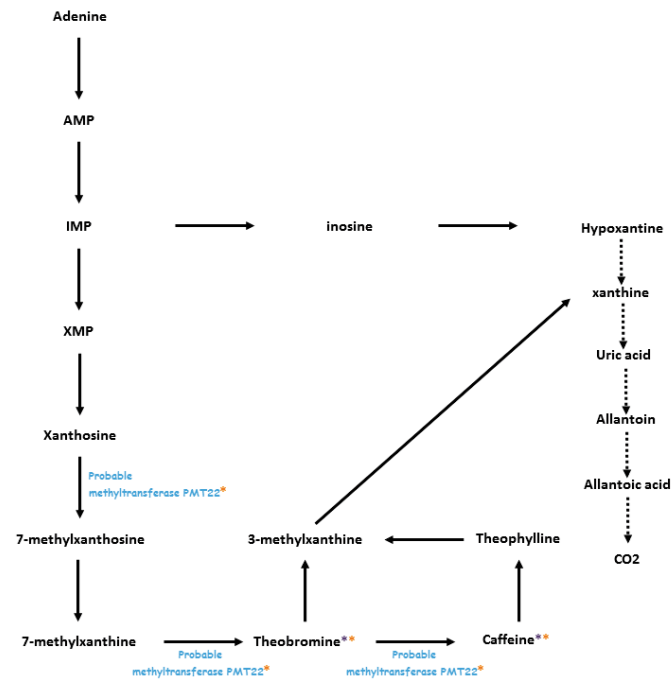 Adenine
AMP
IMP
inosine
Hypoxantine
xanthine
XMP
Uric acid
Allantoin
Xanthosine
Probable
methyltransferase PMT22*
Allantoic acid
7-methylxanthosine
3-methylxanthine
Theophylline
CO2
7-methylxanthine
Theobromine**
Caffeine**
Probable
methyltransferase PMT22*
Probable
methyltransferase PMT22*